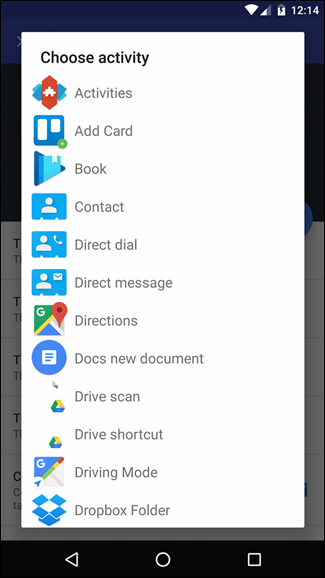 12:14
Choose activity
Activities
Add Card
Book
Contact
Direct dial
Direct message
Directions
Docs new document
Drive scan
Drive shortcut
Driving Mode
Dropbox Folder